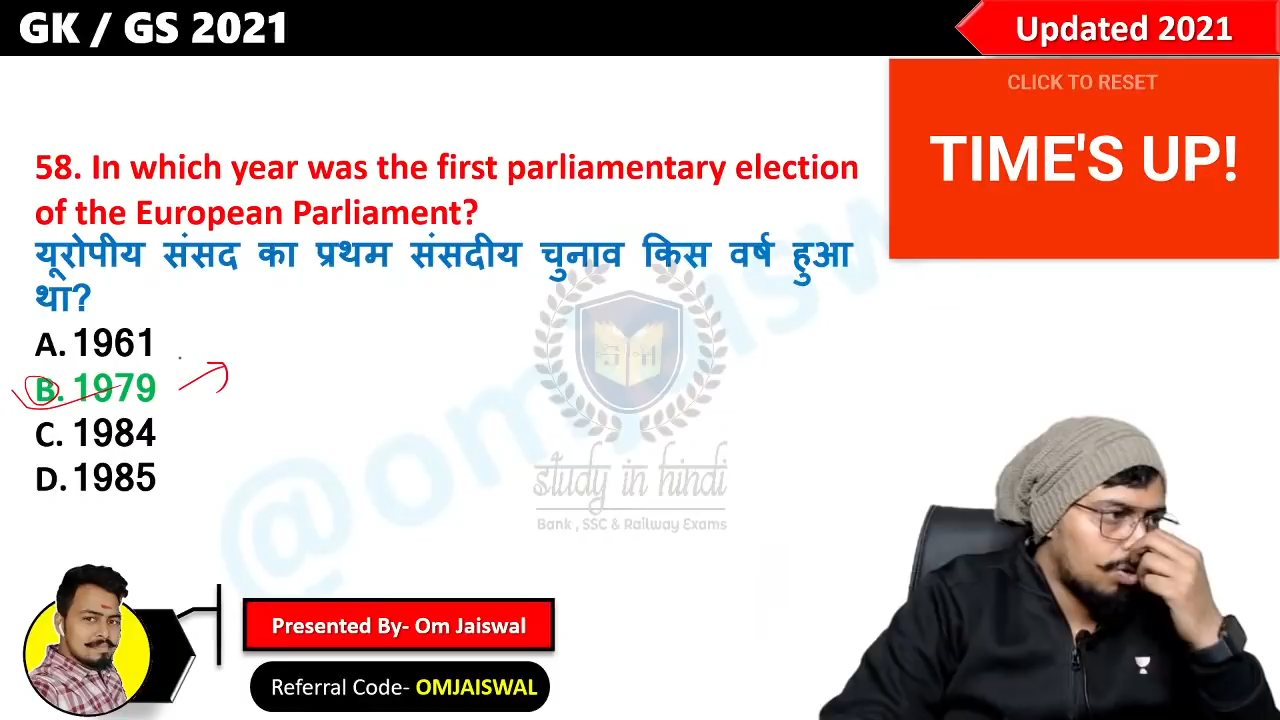 GK / GS 2021
Updated 2021
CLICK TO RESET
TIME'S UP!
58. In which year was the first parliamentary election
of the European Parliament?
यूरोपीय संसद का प्रथम संसदीय चुनाव किस वर्ष हुआ
था?
A. 1961
B. 1979
C. 1984
D. 1985
study in hindi
Bank , SSC & Railway Exams
Presented By- Om Jaiswal
Referral Code- OMJAISWAL